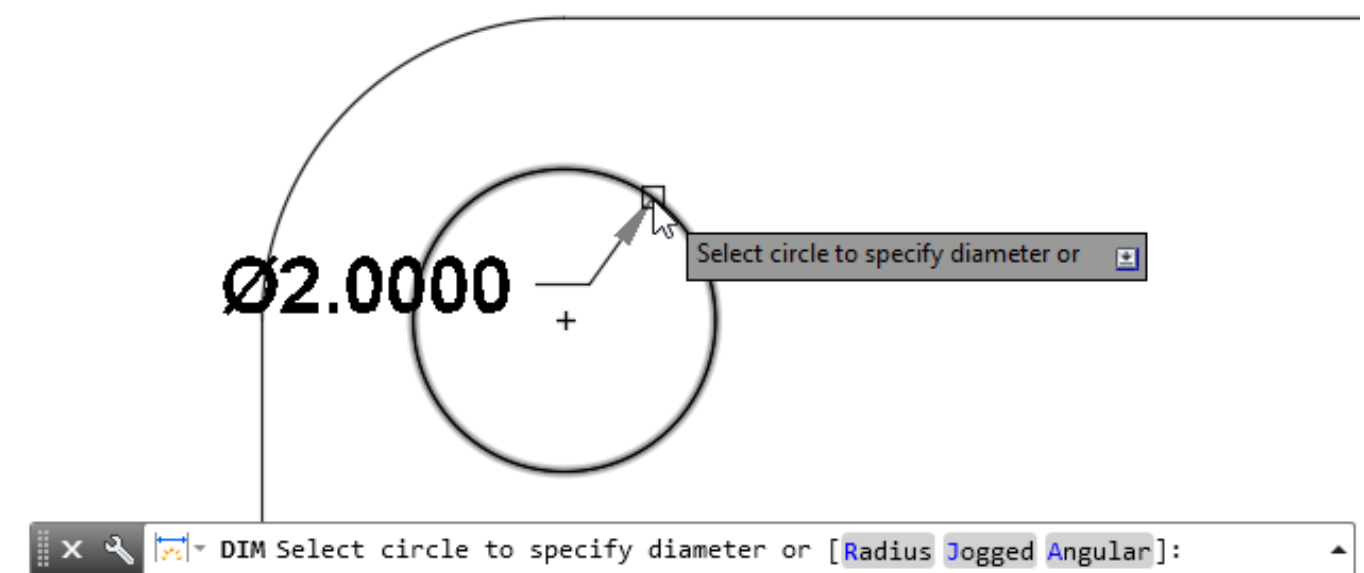 Select circle to specify diameter or
Ø2.0000
DIM Select circle to specify diameter or [Radius Jogged Angular]: